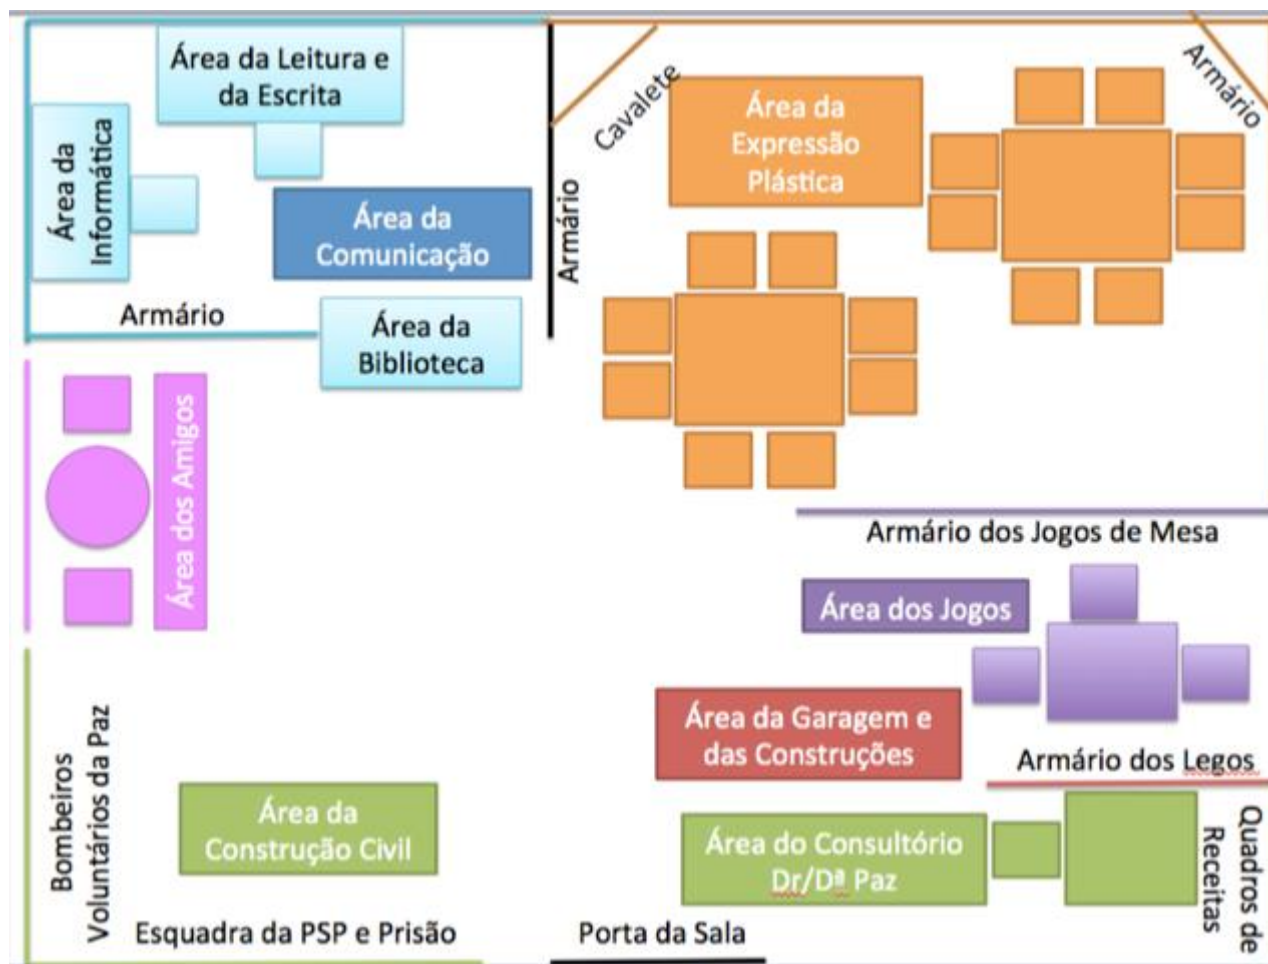 Área da Leitura e
da Escrita
Área da
Informática
Área da
Comunicação
Armário
Área da
Biblioteca
Armário
Cavalete
Área da
Expressão
Plástica
Armário
Área dos Amigos
Armário dos Jogos de Mesa
Área dos Jogos
Área da Garagem e
das Construções
Armário dos Legos
Bombeiros
Voluntários da Paz
Área da
Construção Civil
Área do Consultório
Dr/Dª Paz
Quadros de
Receitas
Esquadra da PSP e Prisão
Porta da Sala